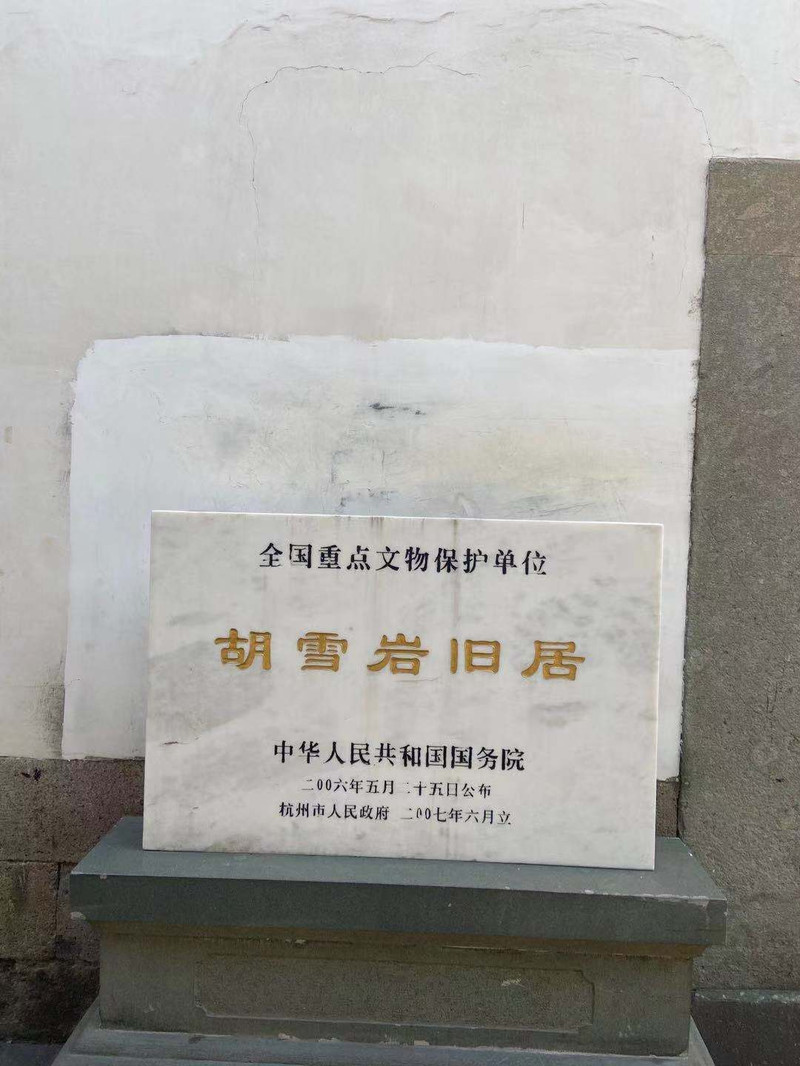 全国重点文物保护单位
胡雪岩旧居
中华人民共和国国务院
二00六年五月二十五日公布
杭州市人民政府 二00七年六月立